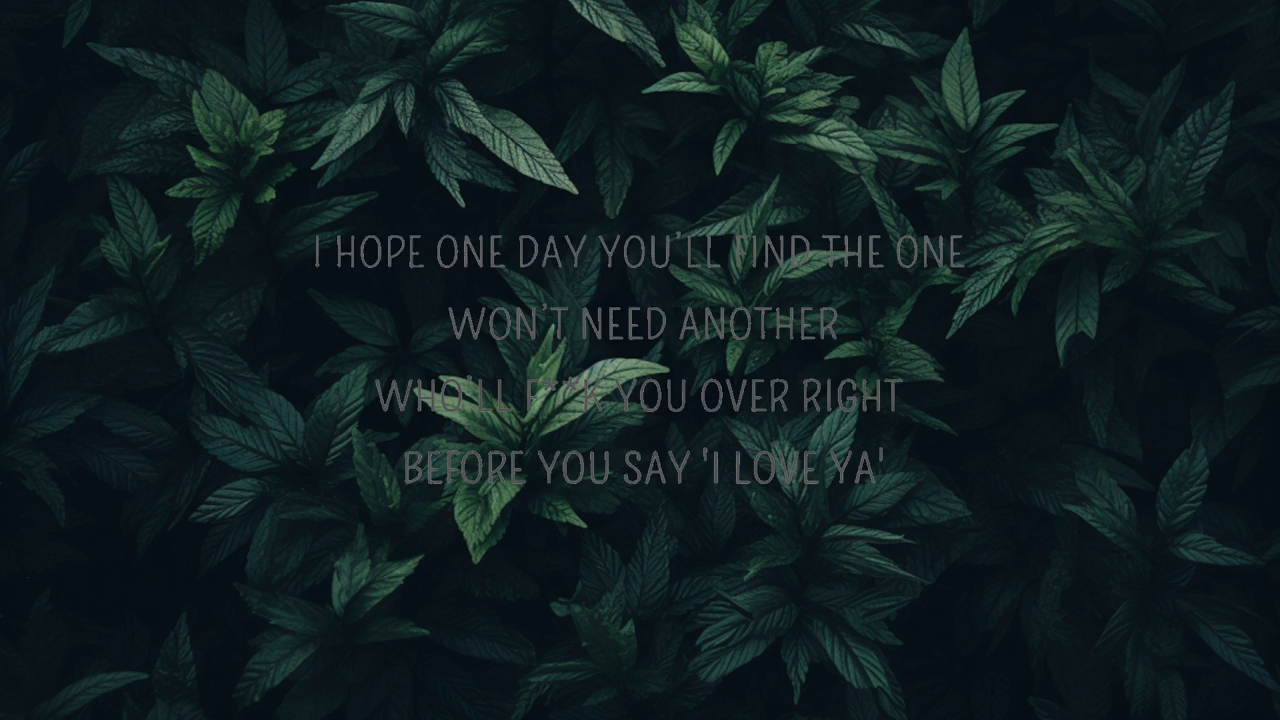 I HOPE ONE DAY YOU'LL FIND THE ONE
WON'T NEED ANOTHER
WHO'LL F**K YOU OVER RIGHT
BEFORE YOU SAY 'I LOVE YA'